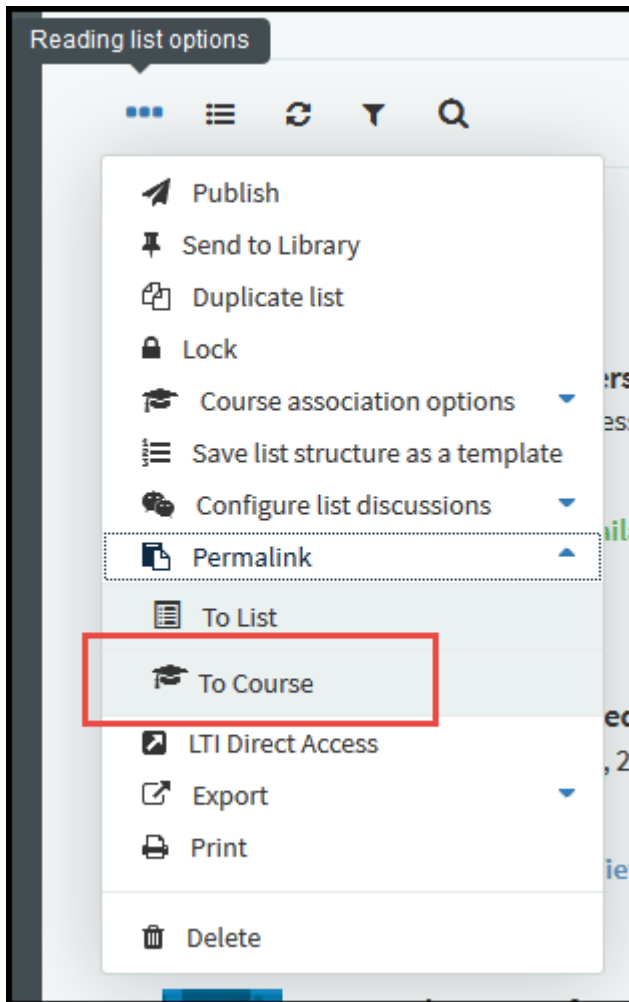 Reading list options
Publish
Send to Library
Duplicate list
Lock
Course association options
Save list structure as a template
Configure list discussions
Permalink
To List
To Course
LTI Direct Access
, 2
Export
Print
Delete